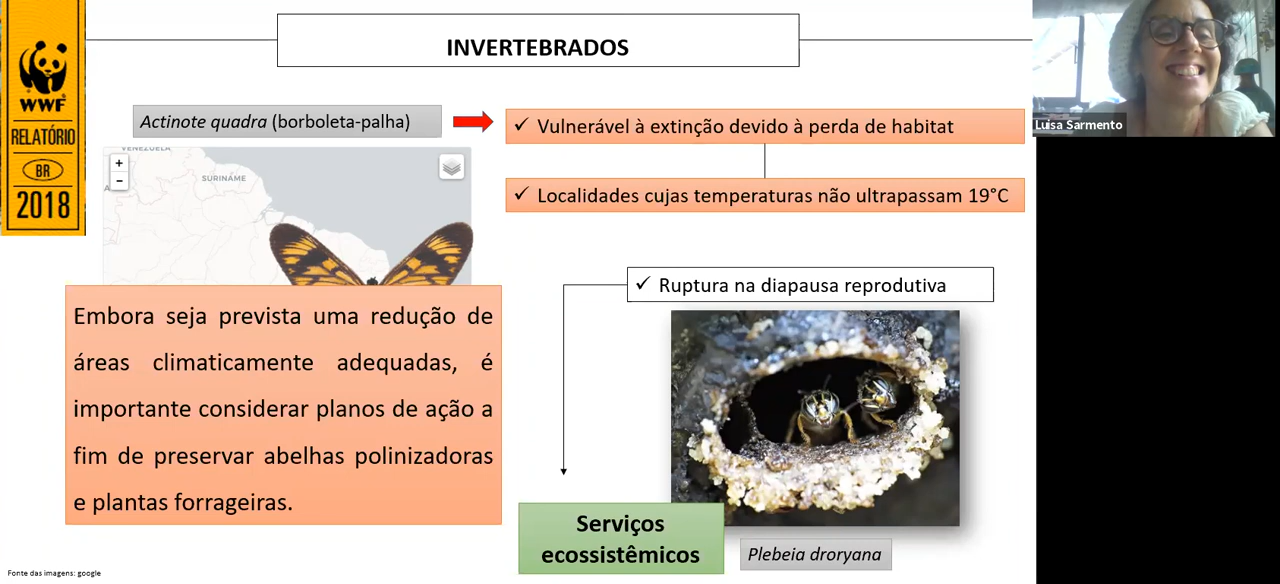 INVERTEBRADOS
WWF
RELATÓRIO
BR
2018
Actinote quadra (borboleta-palha)
✓ Vulnerável à extinção devido à perda de habitat
✓ Localidades cujas temperaturas não ultrapassam 19°C
Luisa Sarmento
VENEZUELA
+
-
SURINAME
✓ Ruptura na diapausa reprodutiva
Embora seja prevista uma redução de
áreas climaticamente adequadas, é
importante considerar planos de ação a
fim de preservar abelhas polinizadoras
e plantas forrageiras.
Serviços
ecossistêmicos
Plebeia droryana
Fonte das imagens: google